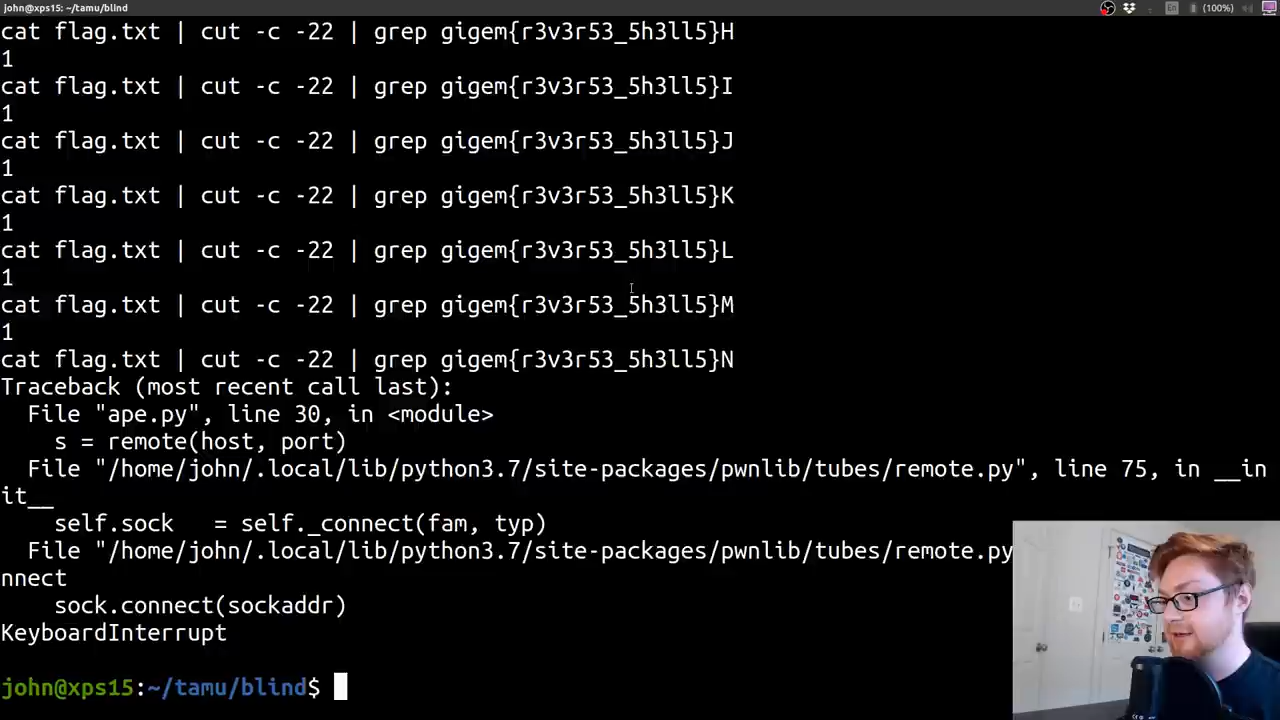 john@xps15: ~/tamu/blind
En
(100%)
cat flag.txt | cut -c -22 | grep gigem{r3v3r53_5h3ll5}H
1
cat flag.txt | cut -c -22 | grep gigem{r3v3r53_5h3ll5}I
1
cat flag.txt | cut -c -22 | grep gigem{r3v3r53_5h3ll5}J
1
cat flag.txt | cut -c -22 | grep gigem{r3v3r53_5h3ll5}K
1
cat flag.txt | cut -c -22 | grep gigem{r3v3r53_5h3ll5}L
1
cat flag.txt | cut -c -22 | grep gigem{r3v3r53_5h3ll5}M
1
cat flag.txt | cut -c -22 | grep gigem{r3v3r53_5h3ll5}N
Traceback (most recent call last):
  File "ape.py", line 30, in <module>
    s = remote(host, port)
  File "/home/john/.local/lib/python3.7/site-packages/pwnlib/tubes/remote.py", line 75, in __in
it__
    self.sock   = self._connect(fam, typ)
  File "/home/john/.local/lib/python3.7/site-packages/pwnlib/tubes/remote.py
nnect
    sock.connect(sockaddr)
KeyboardInterrupt
john@xps15:~/tamu/blind$